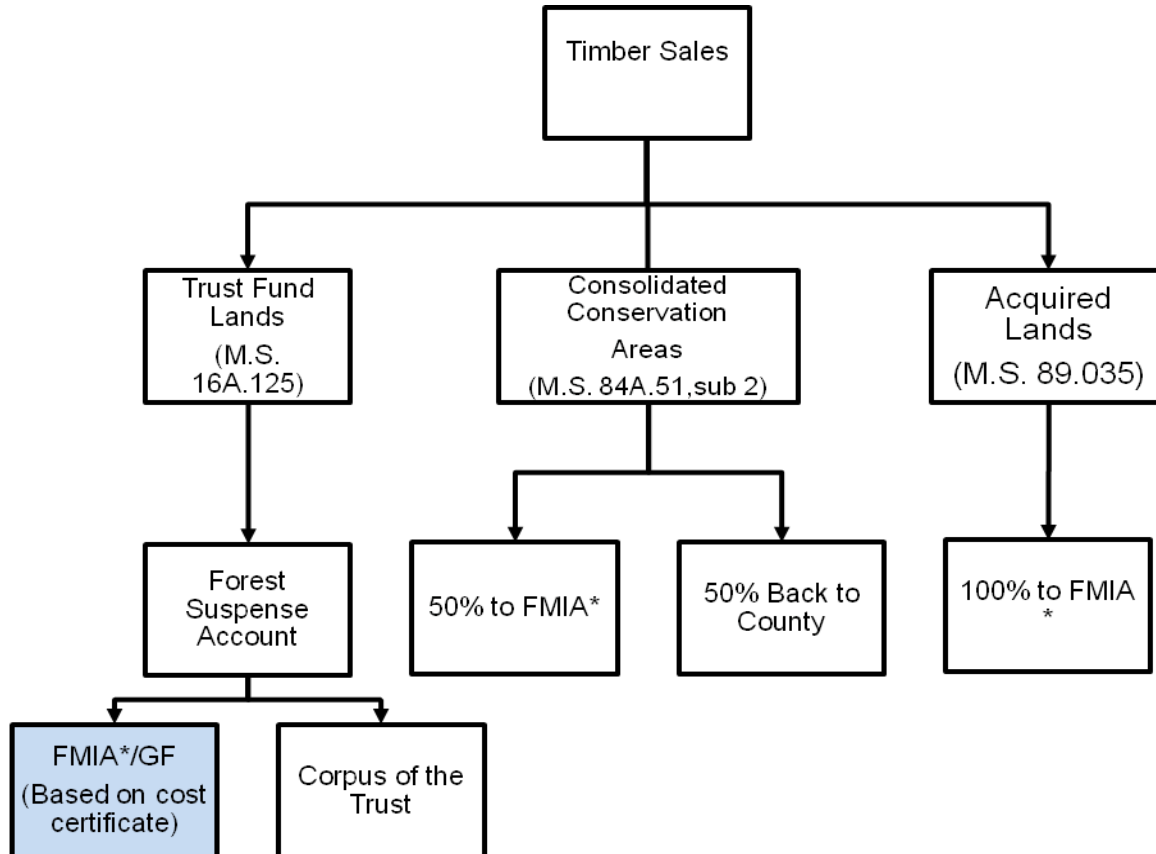 Timber Sales
Trust Fund
Lands
(M.S.
16A.125)
Consolidated
Conservation
Areas
(M.S. 84A.51,sub 2)
Acquired
Lands
(M.S. 89.035)
Forest
Suspense
Account
50% to FMIA*
50% Back to
County
100% to FMIA
*
FMIA*/GF
(Based on cost
certificate)
Corpus of the
Trust